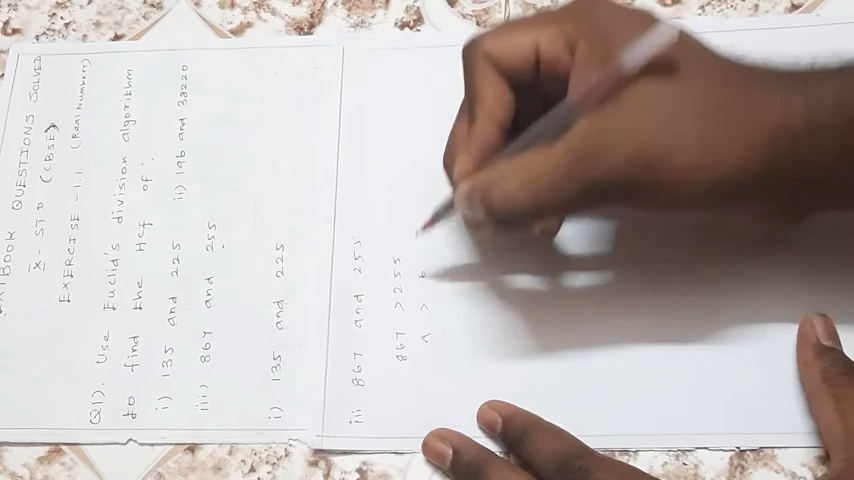 TEXTBOOK QUESTIONS SOLVED
X - STD (CBSE)
EXERCISE - 1.1 (Real Numbers)
Q1). Use Euclid's division algorithm
to find the HCF of:
i) 135 and 225 ii) 196 and 38220
iii) 867 and 255
i) 135 and 225
iii 867 and 255
867 > 255
a > b